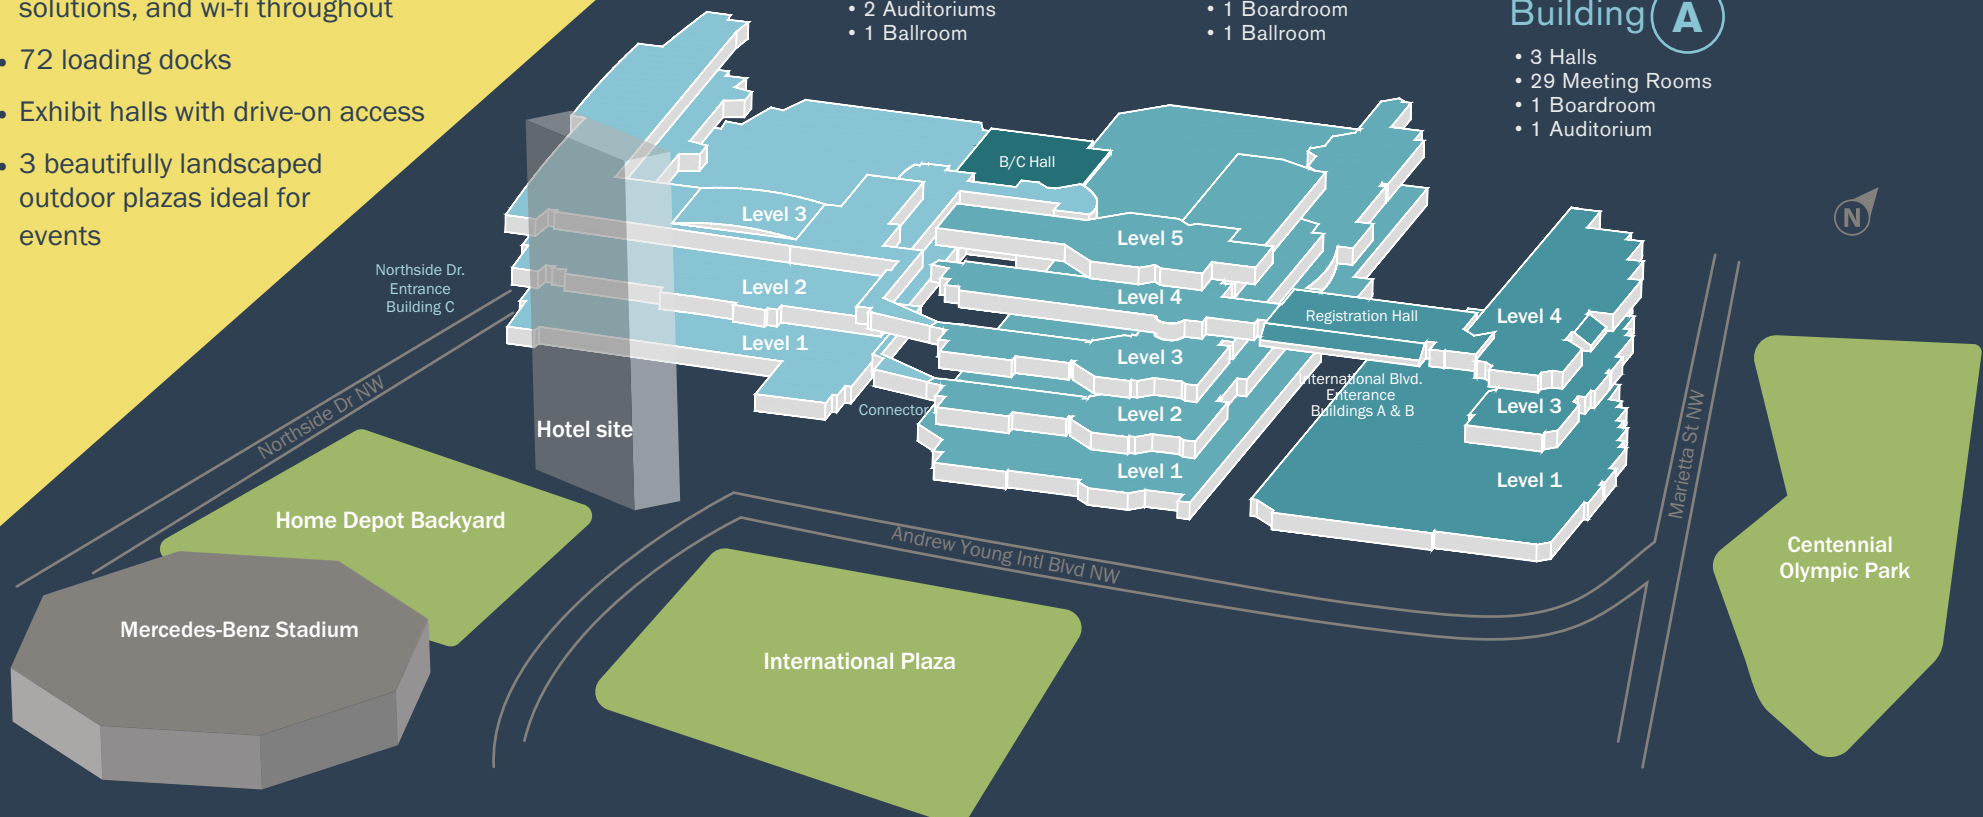 solutions, and wi-fi throughout
• 72 loading docks
• Exhibit halls with drive-on access
• 3 beautifully landscaped
outdoor plazas ideal for
events
• 2 Auditoriums
• 1 Ballroom
• 1 Boardroom
• 1 Ballroom
Building A
• 3 Halls
• 29 Meeting Rooms
• 1 Boardroom
• 1 Auditorium
N
B/C Hall
Level 3
Level 2
Level 1
Level 5
Level 4
Level 3
Level 2
Level 1
Registration Hall
Level 4
Level 3
Level 1
Northside Dr.
Entrance
Building C
Connector
International Blvd.
Enterance
Buildings A & B
Hotel site
Northside Dr NW
Home Depot Backyard
Mercedes-Benz Stadium
Andrew Young Intl Blvd NW
International Plaza
Marietta St NW
Centennial
Olympic Park